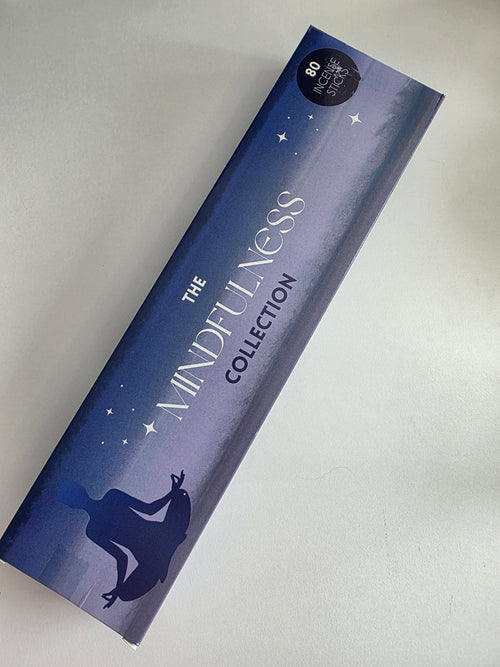 80
INCENSE
STICKS
THE
MINDFULNESS
COLLECTION